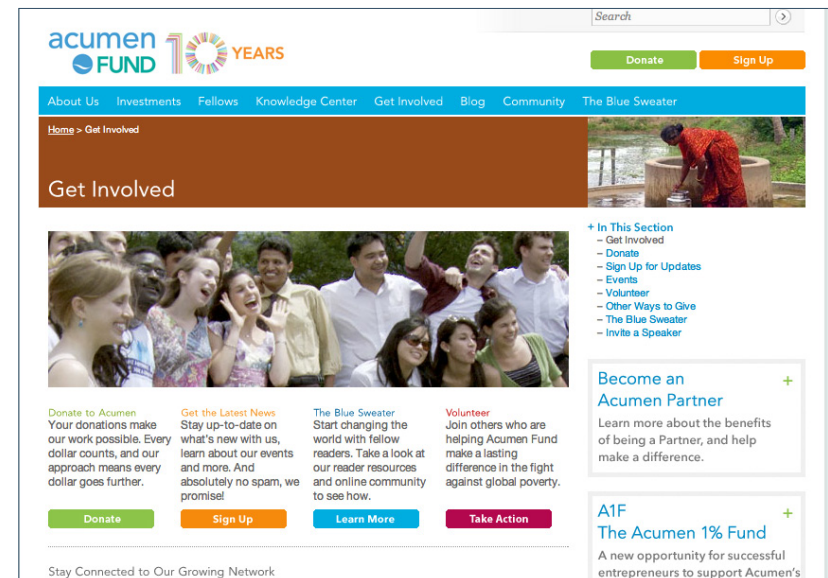 Search
acumen
FUND
10 YEARS
Donate
Sign Up
About Us Investments Fellows Knowledge Center Get Involved Blog Community The Blue Sweater
Home > Get Involved
Get Involved
+ In This Section
– Get Involved
– Donate
– Sign Up for Updates
– Events
– Volunteer
– Other Ways to Give
– The Blue Sweater
– Invite a Speaker
Donate to Acumen
Your donations make
our work possible. Every
dollar counts, and our
approach means every
dollar goes further.
Donate
Get the Latest News
Stay up-to-date on
what's new with us,
learn about our events
and more. And
absolutely no spam, we
promise!
Sign Up
The Blue Sweater
Start changing the
world with fellow
readers. Take a look at
our reader resources
and online community
to see how.
Learn More
Volunteer
Join others who are
helping Acumen Fund
make a lasting
difference in the fight
against global poverty.
Take Action
Become an +
Acumen Partner
Learn more about the benefits
of being a Partner, and help
make a difference.
A1F +
The Acumen 1% Fund
A new opportunity for successful
entrepreneurs to support Acumen's
Stay Connected to Our Growing Network